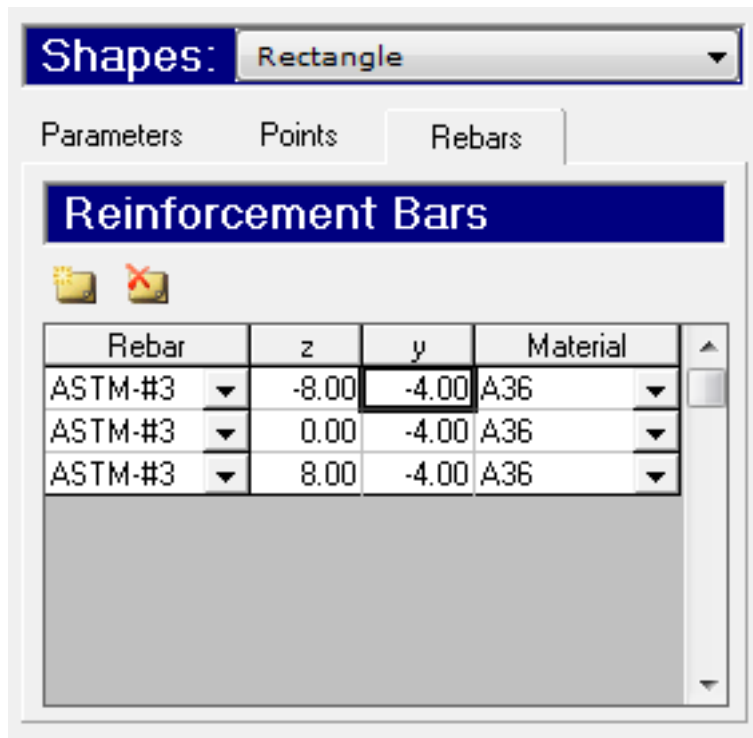 Shapes: Rectangle
Parameters Points Rebars
Reinforcement Bars
Rebar z y Material
ASTM-#3 -8.00 -4.00 A36
ASTM-#3 0.00 -4.00 A36
ASTM-#3 8.00 -4.00 A36